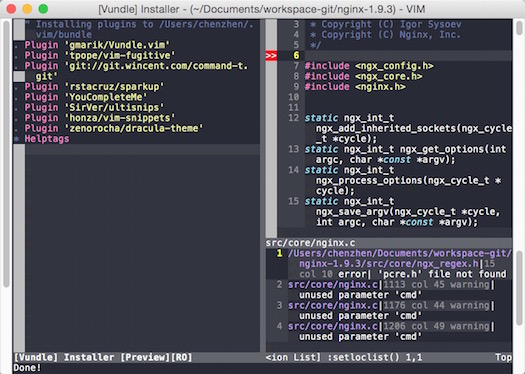 [Vundle] Installer - (~/Documents/workspace-git/nginx-1.9.3) - VIM
" Installing plugins to /Users/chenzhen/.
vim/bundle
. Plugin 'gmarik/Vundle.vim'
. Plugin 'tpope/vim-fugitive'
. Plugin 'git://git.wincent.com/command-t.
git'
. Plugin 'rstacruz/sparkup'
. Plugin 'YouCompleteMe'
. Plugin 'SirVer/ultisnips'
. Plugin 'honza/vim-snippets'
. Plugin 'zenorocha/dracula-theme'
* Helptags
[Vundle] Installer [Preview][RO]
3 * Copyright (C) Igor Sysoev
4 * Copyright (C) Nginx, Inc.
5 */
>> 6
7 #include <ngx_config.h>
8 #include <ngx_core.h>
9 #include <nginx.h>
10
11
12 static ngx_int_t
ngx_add_inherited_sockets(ngx_cycle
_t *cycle);
13 static ngx_int_t ngx_get_options(int
argc, char *const *argv);
14 static ngx_int_t
ngx_process_options(ngx_cycle_t *
cycle);
15 static ngx_int_t
ngx_save_argv(ngx_cycle_t *cycle,
int argc, char *const *argv);
src/core/nginx.c
1 /Users/chenzhen/Documents/workspace-git/
nginx-1.9.3/src/core/ngx_regex.h|15
col 10 error| 'pcre.h' file not found
2 src/core/nginx.c|1113 col 45 warning|
unused parameter 'cmd'
3 src/core/nginx.c|1176 col 44 warning|
unused parameter 'cmd'
4 src/core/nginx.c|1206 col 49 warning|
unused parameter 'cmd'
<ion List] :setloclist() 1,1 Top
Done!